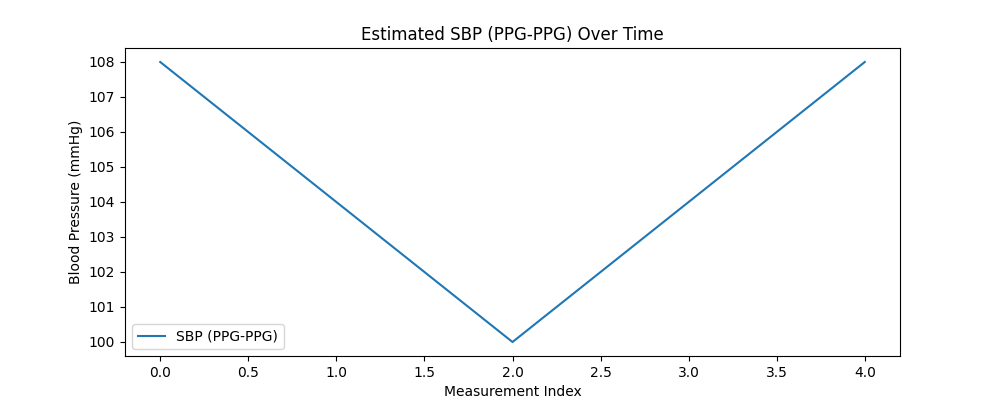 Estimated SBP (PPG-PPG) Over Time
Blood Pressure (mmHg)
108
107
106
105
104
103
102
101
100
SBP (PPG-PPG)
0.0 0.5 1.0 1.5 2.0 2.5 3.0 3.5 4.0
Measurement Index